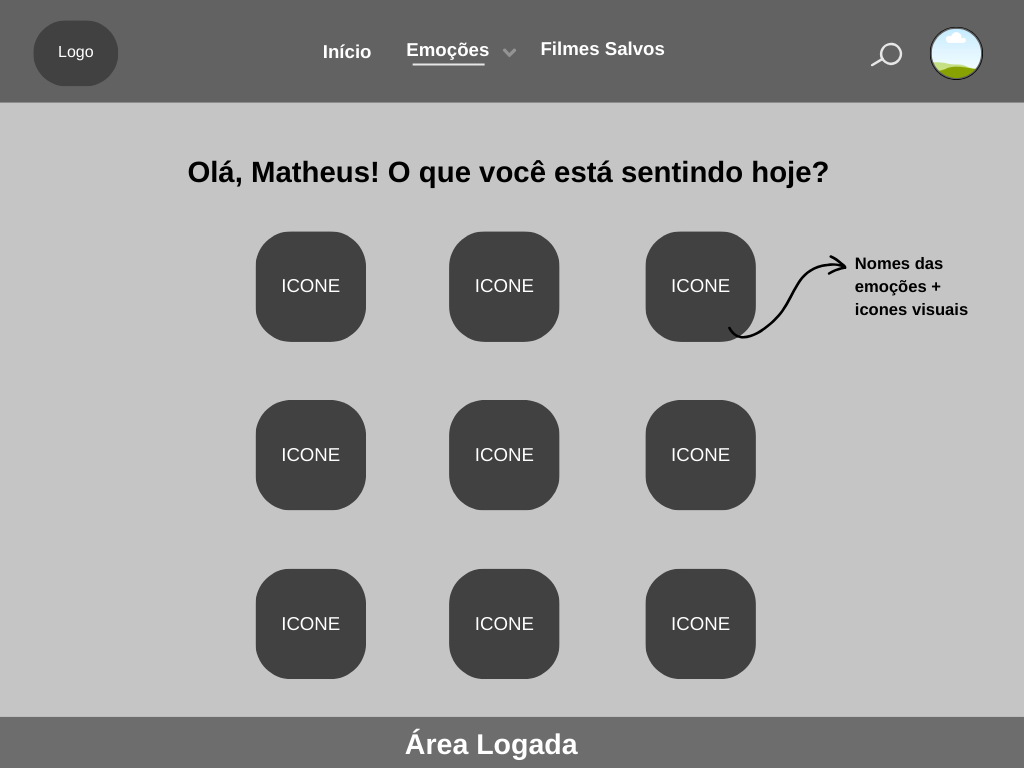 Logo
Início
Emoções
Filmes Salvos
Olá, Matheus! O que você está sentindo hoje?
ICONE
ICONE
ICONE
Nomes das
emoções +
icones visuais
ICONE
ICONE
ICONE
ICONE
ICONE
ICONE
Área Logada